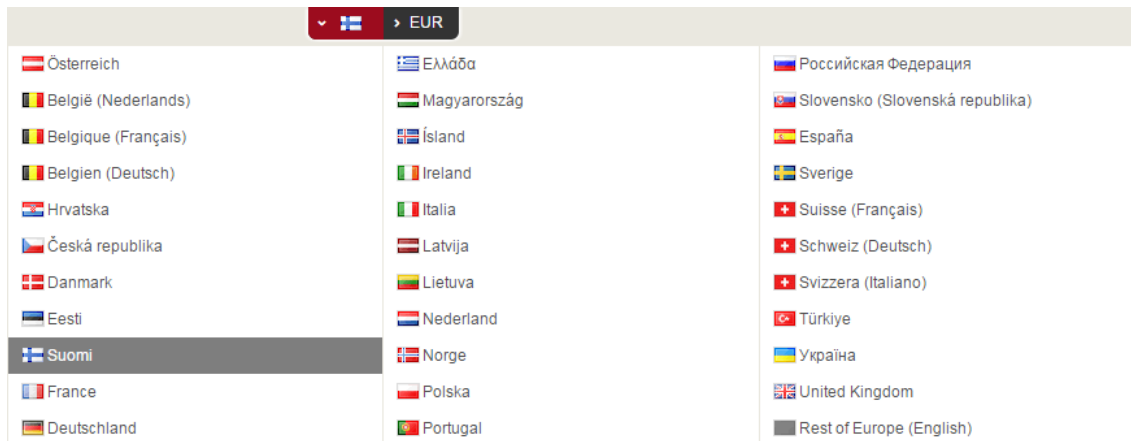 EUR
Österreich
België (Nederlands)
Belgique (Français)
Belgien (Deutsch)
Hrvatska
Česká republika
Danmark
Eesti
Suomi
France
Deutschland
Ελλάδα
Magyarország
Ísland
Ireland
Italia
Latvija
Lietuva
Nederland
Norge
Polska
Portugal
Российская Федерация
Slovensko (Slovenská republika)
España
Sverige
Suisse (Français)
Schweiz (Deutsch)
Svizzera (Italiano)
Türkiye
Україна
United Kingdom
Rest of Europe (English)